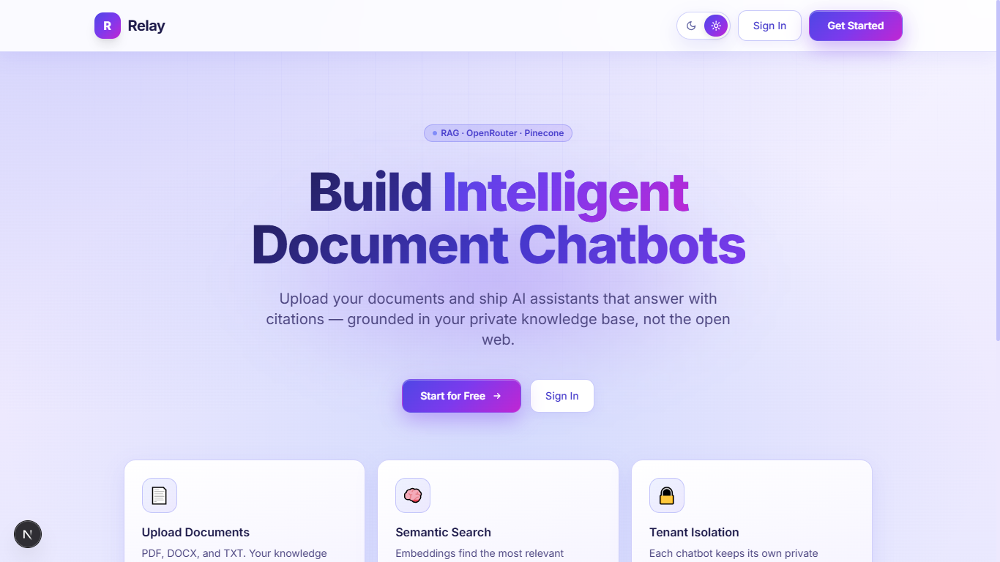 R Relay
Sign In
Get Started
RAG · OpenRouter · Pinecone
Build Intelligent
Document Chatbots
Upload your documents and ship AI assistants that answer with
citations — grounded in your private knowledge base, not the open
web.
Start for Free →
Sign In
Upload Documents
PDF, DOCX, and TXT. Your knowledge
Semantic Search
Embeddings find the most relevant
Tenant Isolation
Each chatbot keeps its own private
N